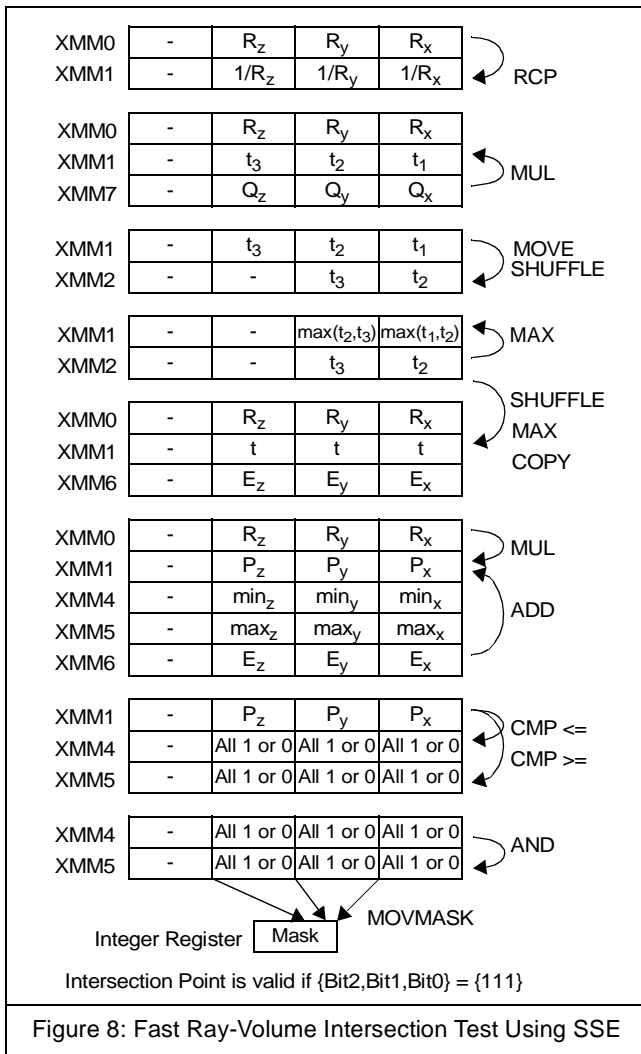 XMM0 - Rz Ry Rx
XMM1 - 1/Rz 1/Ry 1/Rx
RCP
XMM0 - Rz Ry Rx
XMM1 - t3 t2 t1
XMM7 - Qz Qy Qx
MUL
XMM1 - t3 t2 t1
XMM2 - - t3 t2
MOVE
SHUFFLE
XMM1 - - max(t2,t3) max(t1,t2)
XMM2 - - t3 t2
MAX
SHUFFLE
MAX
COPY
XMM0 - Rz Ry Rx
XMM1 - t t t
XMM6 - Ez Ey Ex
XMM0 - Rz Ry Rx
XMM1 - Pz Py Px
XMM4 - minz miny minx
XMM5 - maxz maxy maxx
XMM6 - Ez Ey Ex
MUL
ADD
XMM1 - Pz Py Px
XMM4 - All 1 or 0 All 1 or 0 All 1 or 0
XMM5 - All 1 or 0 All 1 or 0 All 1 or 0
CMP <=
CMP >=
XMM4 - All 1 or 0 All 1 or 0 All 1 or 0
XMM5 - All 1 or 0 All 1 or 0 All 1 or 0
AND
MOVMASK
Integer Register Mask
Intersection Point is valid if {Bit2,Bit1,Bit0} = {111}
Figure 8: Fast Ray-Volume Intersection Test Using SSE